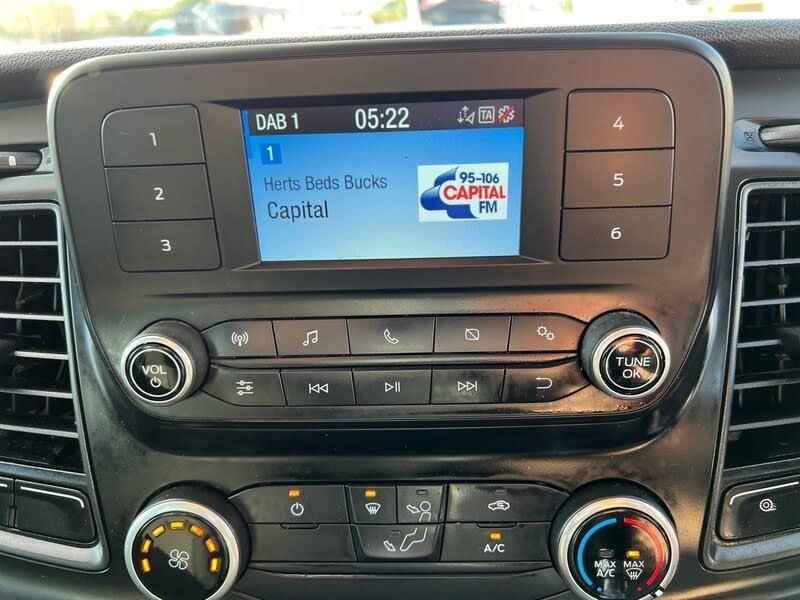 DAB 1 05:22 TA
1
Herts Beds Bucks
Capital
95-106
CAPITAL
FM
1
2
3
4
5
6
VOL
TUNE
OK
A/C
MAX
A/C
MAX